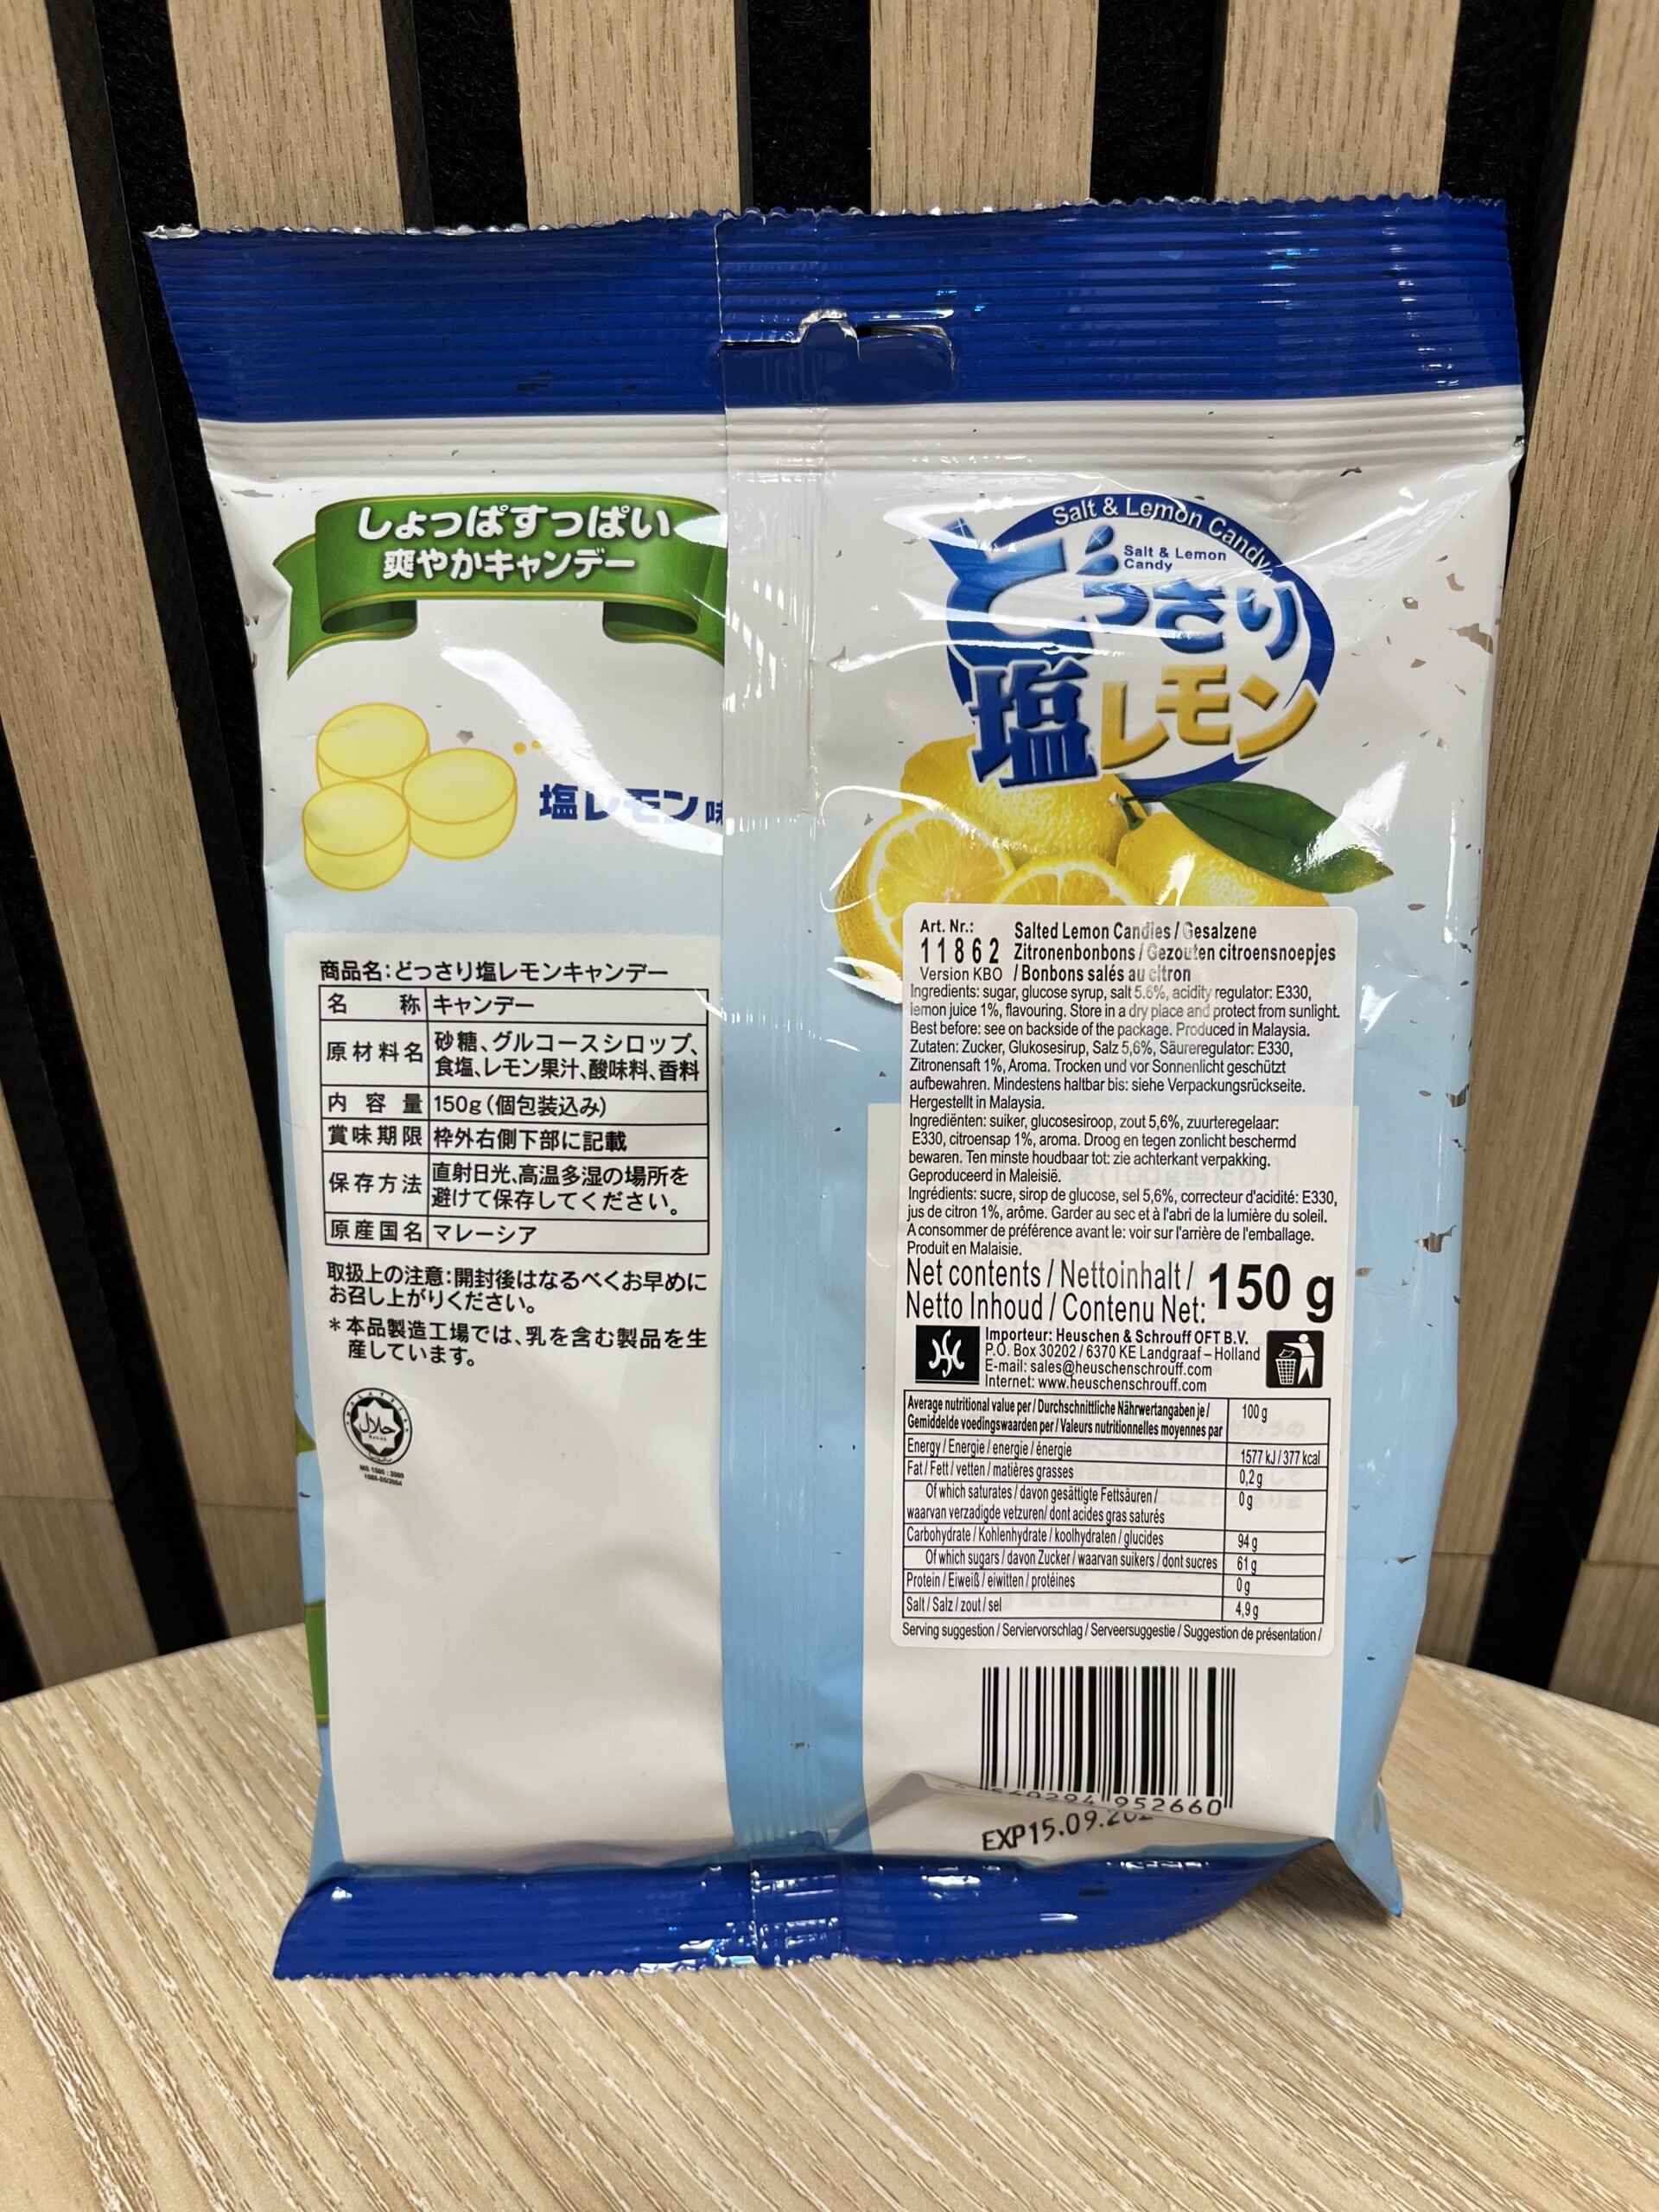 しょっぱすっぱい
爽やかキャンデー
塩レモン味
商品名:どっさり塩レモンキャンデー
名称 キャンデー
原材料名 砂糖、グルコースシロップ、
食塩、レモン果汁、酸味料、香料
内容量 150g(個包装込み)
賞味期限 枠外右側下部に記載
保存方法 直射日光、高温多湿の場所を
避けて保存してください。
原産国名 マレーシア
取扱上の注意:開封後はなるべくお早めに
お召し上がりください。
*本品製造工場では、乳を含む製品を生
産しています。
MALAYSIA
حلال
MS 1500 : 2009
Salt & Lemon Candy
Salt & Lemon
Candy
どっさり
塩レモン
Art. Nr.: Salted Lemon Candies / Gesalzene
11862 Zitronenbonbons / Gezouten citroensnoepjes
Version KBO / Bonbons salés au citron
Ingredients: sugar, glucose syrup, salt 5.6%, acidity regulator: E330,
lemon juice 1%, flavouring. Store in a dry place and protect from sunlight.
Best before: see on backside of the package. Produced in Malaysia.
Zutaten: Zucker, Glukosesirup, Salz 5,6%, Säureregulator: E330,
Zitronensaft 1%, Aroma. Trocken und vor Sonnenlicht geschützt
aufbewahren. Mindestens haltbar bis: siehe Verpackungsrückseite.
Hergestellt in Malaysia.
Ingrediënten: suiker, glucosesiroop, zout 5,6%, zuurteregelaar:
E330, citroensap 1%, aroma. Droog en tegen zonlicht beschermd
bewaren. Ten minste houdbaar tot: zie achterkant verpakking.
Geproduceerd in Maleisië.
Ingrédients: sucre, sirop de glucose, sel 5,6%, correcteur d'acidité: E330,
jus de citron 1%, arôme. Garder au sec et à l'abri de la lumière du soleil.
A consommer de préférence avant le: voir sur l'arrière de l'emballage.
Produit en Malaisie.
Net contents / Nettoinhalt /
Netto Inhoud / Contenu Net: 150 g
Importeur: Heuschen & Schrouff OFT B.V.
P.O. Box 30202 / 6370 KE Landgraaf – Holland
E-mail: sales@heuschenschrouff.com
Internet: www.heuschenschrouff.com
Average nutritional value per / Durchschnittliche Nährwertangaben je /
Gemiddelde voedingswaarden per / Valeurs nutritionnelles moyennes par 100 g
Energy / Energie / energie / énergie 1577 kJ / 377 kcal
Fat / Fett / vetten / matières grasses 0,2 g
Of which saturates / davon gesättigte Fettsäuren /
waarvan verzadigde vetzuren/ dont acides gras saturés 0 g
Carbohydrate / Kohlenhydrate / koolhydraten / glucides 94 g
Of which sugars / davon Zucker / waarvan suikers / dont sucres 61 g
Protein / Eiweiß / eiwitten / protéines 0 g
Salt / Salz / zout / sel 4,9 g
Serving suggestion / Serviervorschlag / Serveersuggestie / Suggestion de présentation /
952660
EXP 15.09.